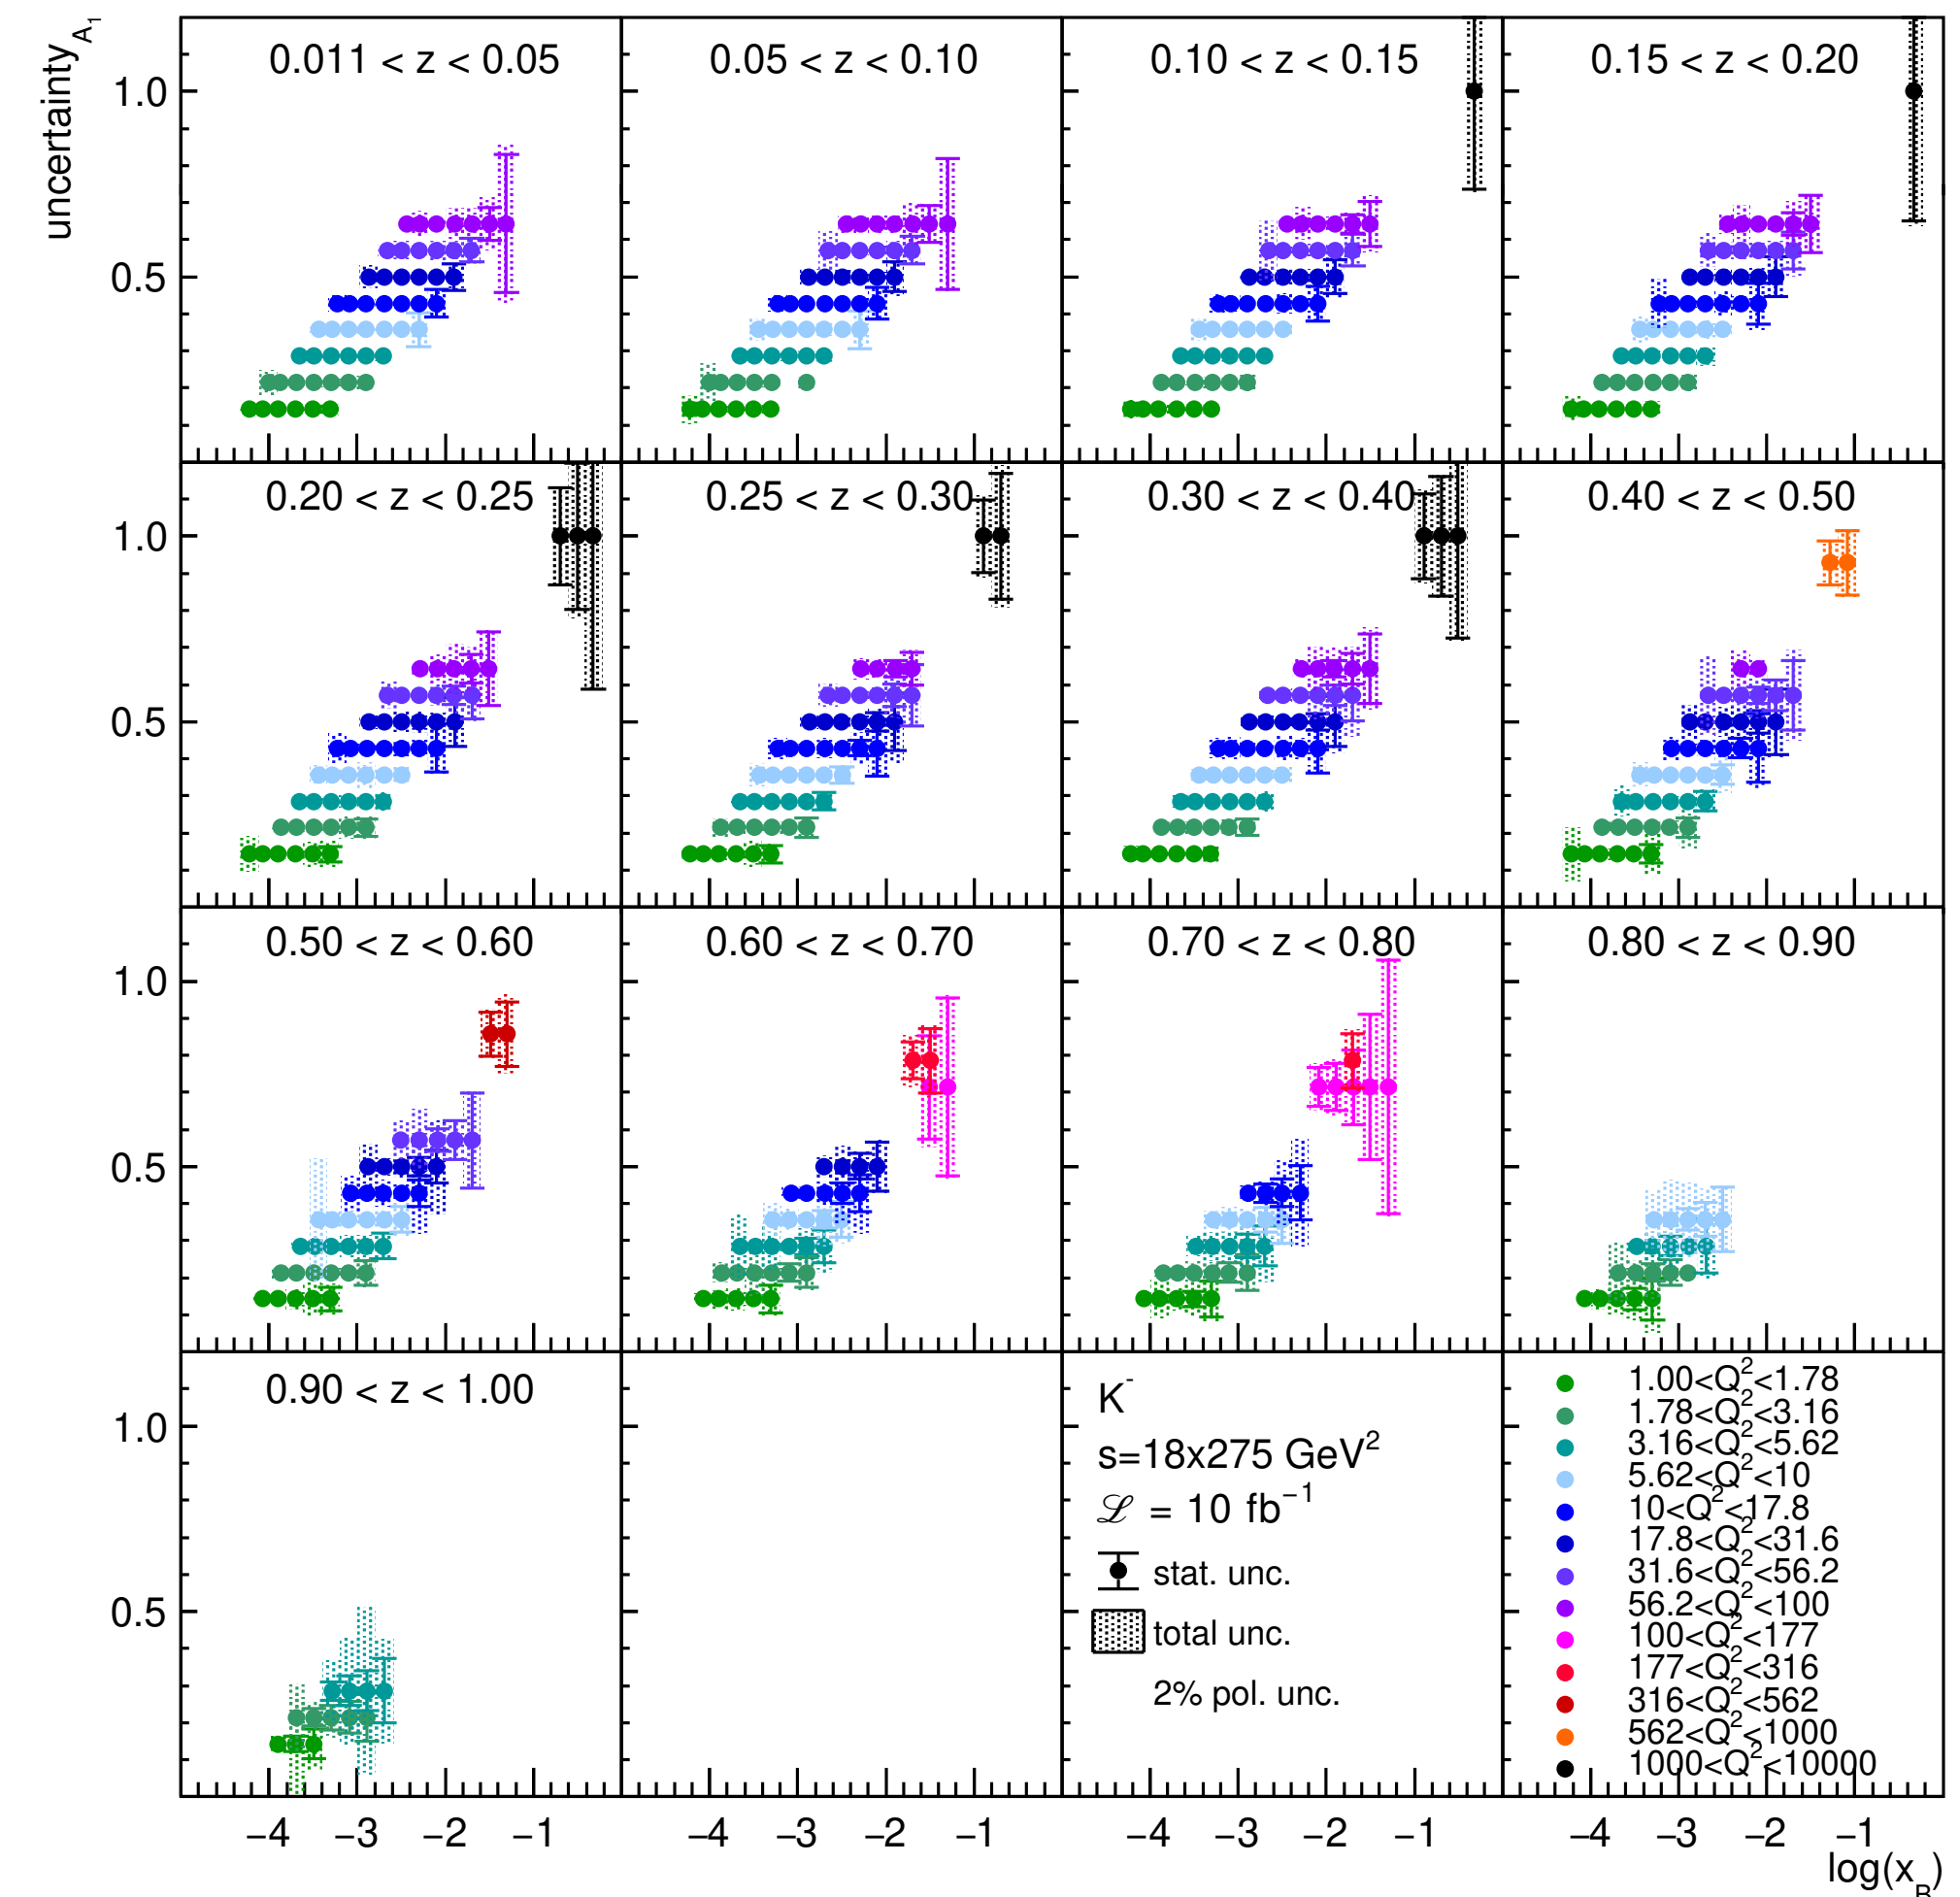 uncertainty_A₁
0.011 < z < 0.05
0.05 < z < 0.10
0.10 < z < 0.15
0.15 < z < 0.20
1.0
0.5
0.20 < z < 0.25
0.25 < z < 0.30
0.30 < z < 0.40
0.40 < z < 0.50
1.0
0.5
0.50 < z < 0.60
0.60 < z < 0.70
0.70 < z < 0.80
0.80 < z < 0.90
1.0
0.5
0.90 < z < 1.00
1.0
0.5
K⁻
s=18x275 GeV²
ℒ = 10 fb⁻¹
stat. unc.
total unc.
2% pol. unc.
1.00<Q²<1.78
1.78<Q²<3.16
3.16<Q²<5.62
5.62<Q²<10
10<Q²<17.8
17.8<Q²<31.6
31.6<Q²<56.2
56.2<Q²<100
100<Q²<177
177<Q²<316
316<Q²<562
562<Q²<1000
1000<Q²<10000
−4 −3 −2 −1
−4 −3 −2 −1
−4 −3 −2 −1
−4 −3 −2 −1
log(x_B)